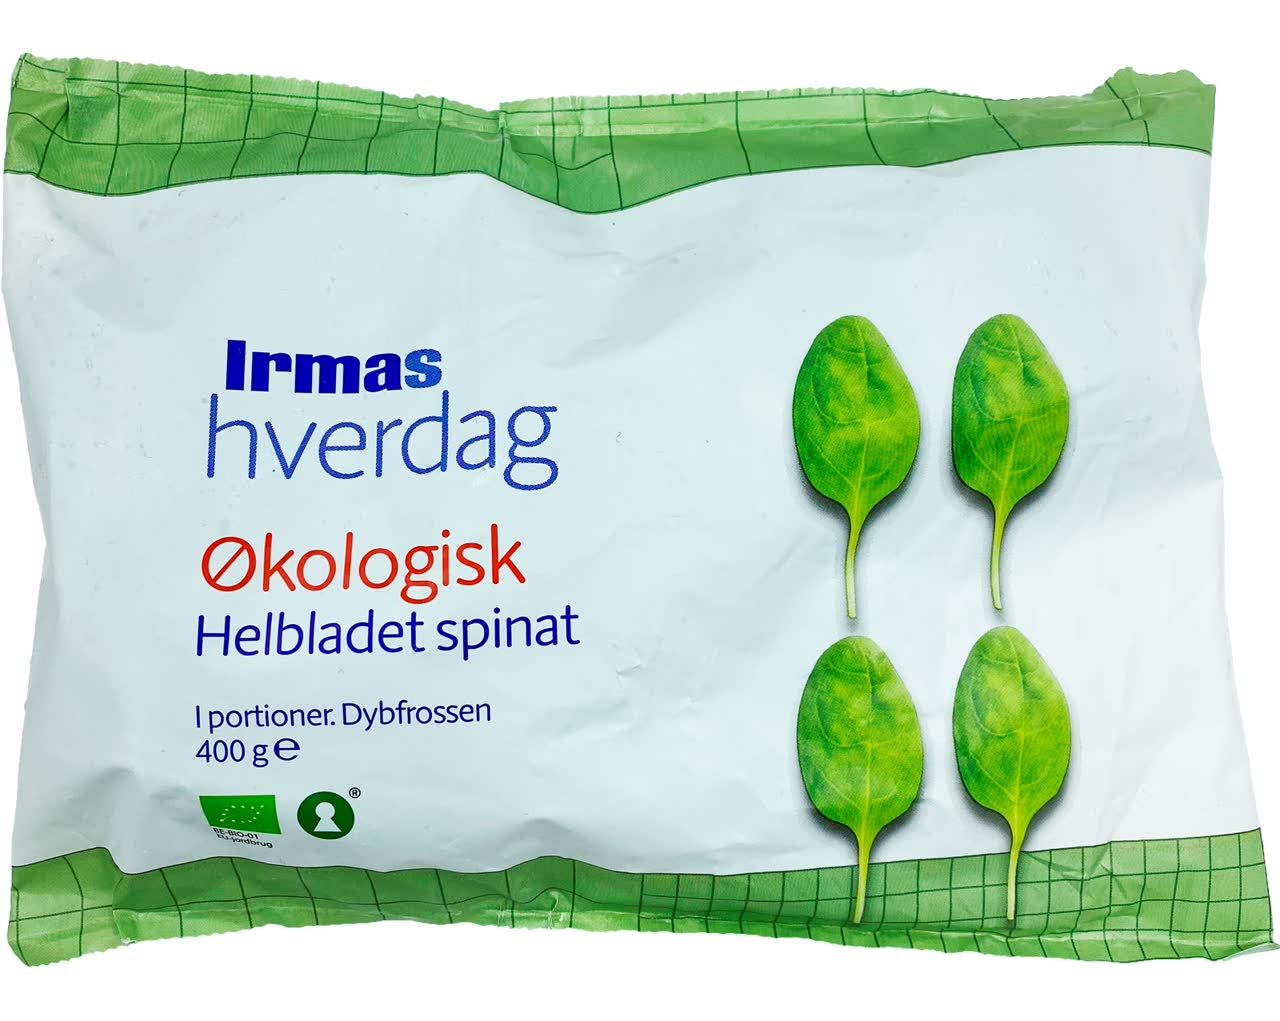 Irmas
hverdag
Økologisk
Helbladet spinat
I portioner. Dybfrossen
400 g ℮
®
BE-BIO-01
EU-jordbrug